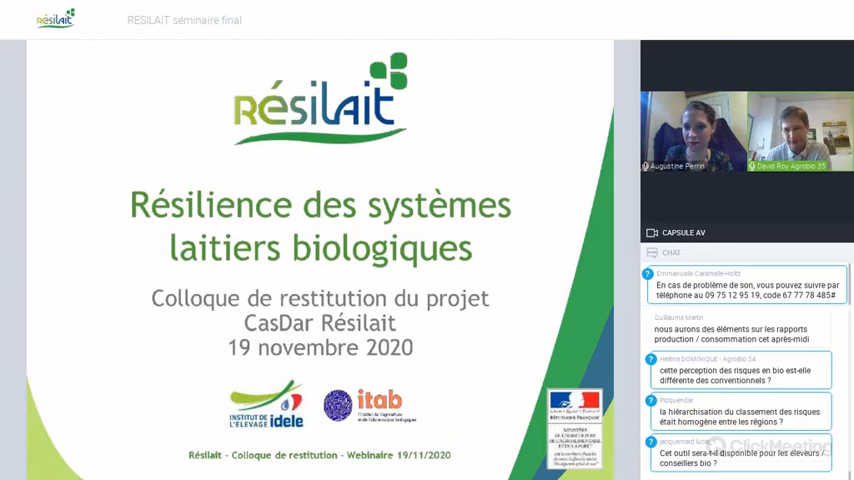 Résilait
RESILAIT séminaire final
Résilait
Résilience des systèmes
laitiers biologiques
Colloque de restitution du projet
CasDar Résilait
19 novembre 2020
INSTITUT DE
L'ELEVAGE idele
itab
RÉPUBLIQUE FRANÇAISE
MINISTÈRE
DE L'AGRICULTURE
Résilait - Colloque de restitution - Webinaire 19/11/2020
Augustine Perrin
David Roy Agrobio 35
CAPSULE AV
CHAT
? Emmanuelle Caramelle-Holtz
En cas de problème de son, vous pouvez suivre par
téléphone au 09 75 12 95 19, code 67 77 78 485#
Guillaume Martin
nous aurons des éléments sur les rapports
production / consommation cet après-midi
? Hélène DOMINIQUE - AgroBio 24
cette perception des risques en bio est-elle
différente des conventionnels ?
? Picquendar
la hiérarchisation du classement des risques
était homogène entre les régions ?
? jacquemard
ClickMeeting
Cet outil sera-t-il disponible pour les éleveurs /
conseillers bio ?